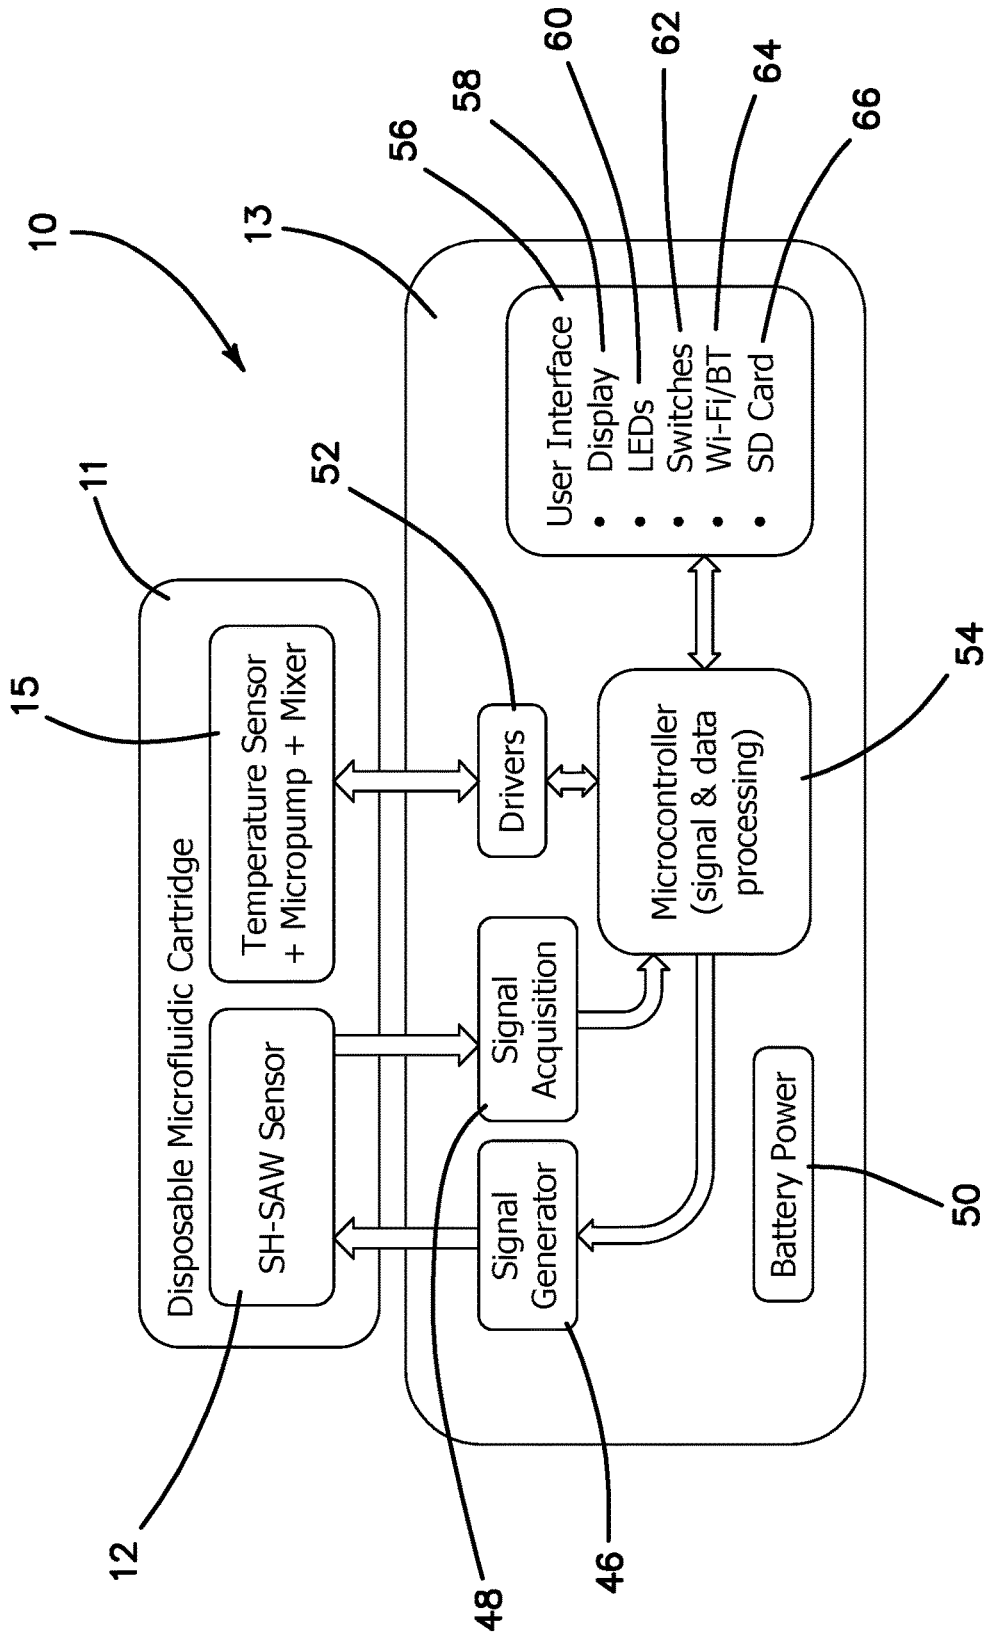 10
11
15
52
13
56
58
60
62
64
66
Disposable Microfluidic Cartridge
12
SH-SAW Sensor
Temperature Sensor
+ Micropump + Mixer
48
46
Signal
Generator
Signal
Acquisition
Drivers
Microcontroller
(signal & data
processing)
54
User Interface
• Display
• LEDs
• Switches
• Wi-Fi/BT
• SD Card
Battery Power
50